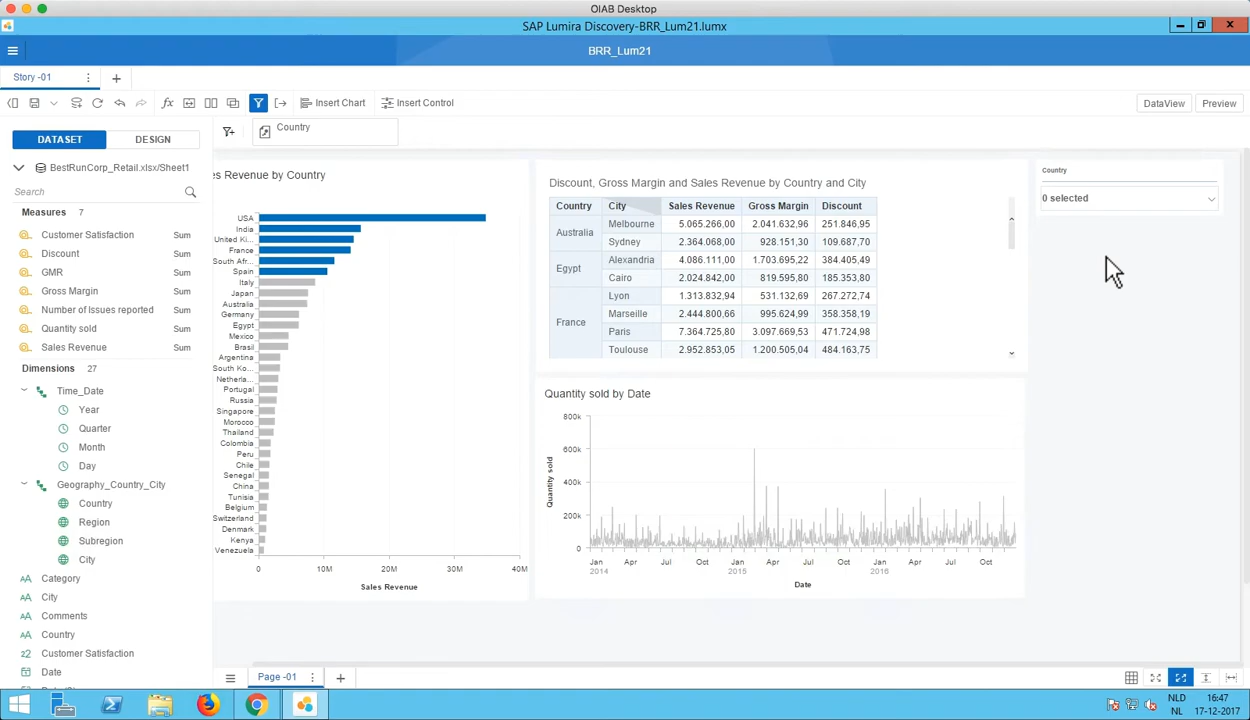 OIAB Desktop
SAP Lumira Discovery-BRR_Lum21.lumx
BRR_Lum21
Story -01
Insert Chart
Insert Control
DataView
Preview
DATASET
DESIGN
BestRunCorp_Retail.xlsx/Sheet1
Search
Measures 7
Customer Satisfaction Sum
Discount Sum
GMR Sum
Gross Margin Sum
Number of Issues reported Sum
Quantity sold Sum
Sales Revenue Sum
Dimensions 27
Time_Date
Year
Quarter
Month
Day
Geography_Country_City
Country
Region
Subregion
City
Category
City
Comments
Country
Customer Satisfaction
Date
Country
es Revenue by Country
USA
India
United Ki...
France
South Afr...
Spain
Italy
Japan
Australia
Germany
Egypt
Mexico
Brasil
Argentina
South Ko...
Netherla...
Portugal
Russia
Singapore
Morocco
Thailand
Colombia
Peru
Chile
Senegal
China
Tunisia
Belgium
Switzerland
Denmark
Kenya
Venezuela
0 10M 20M 30M 40M
Sales Revenue
Discount, Gross Margin and Sales Revenue by Country and City
Country City Sales Revenue Gross Margin Discount
Australia Melbourne 5.065.266,00 2.041.632,96 251.846,95
Sydney 2.364.068,00 928.151,30 109.687,70
Egypt Alexandria 4.086.111,00 1.703.695,22 384.405,49
Cairo 2.024.842,00 819.595,80 185.353,80
France Lyon 1.313.832,94 531.132,69 267.272,74
Marseille 2.444.800,66 995.624,99 358.358,19
Paris 7.364.725,80 3.097.669,53 471.724,98
Toulouse 2.952.853,05 1.200.505,04 484.163,75
Quantity sold by Date
Quantity sold
800k
600k
400k
200k
0
Jan Apr Jul Oct Jan Apr Jul Oct Jan Apr Jul Oct
2014 2015 2016
Date
Country
0 selected
Page -01
NLD
NL
16:47
17-12-2017